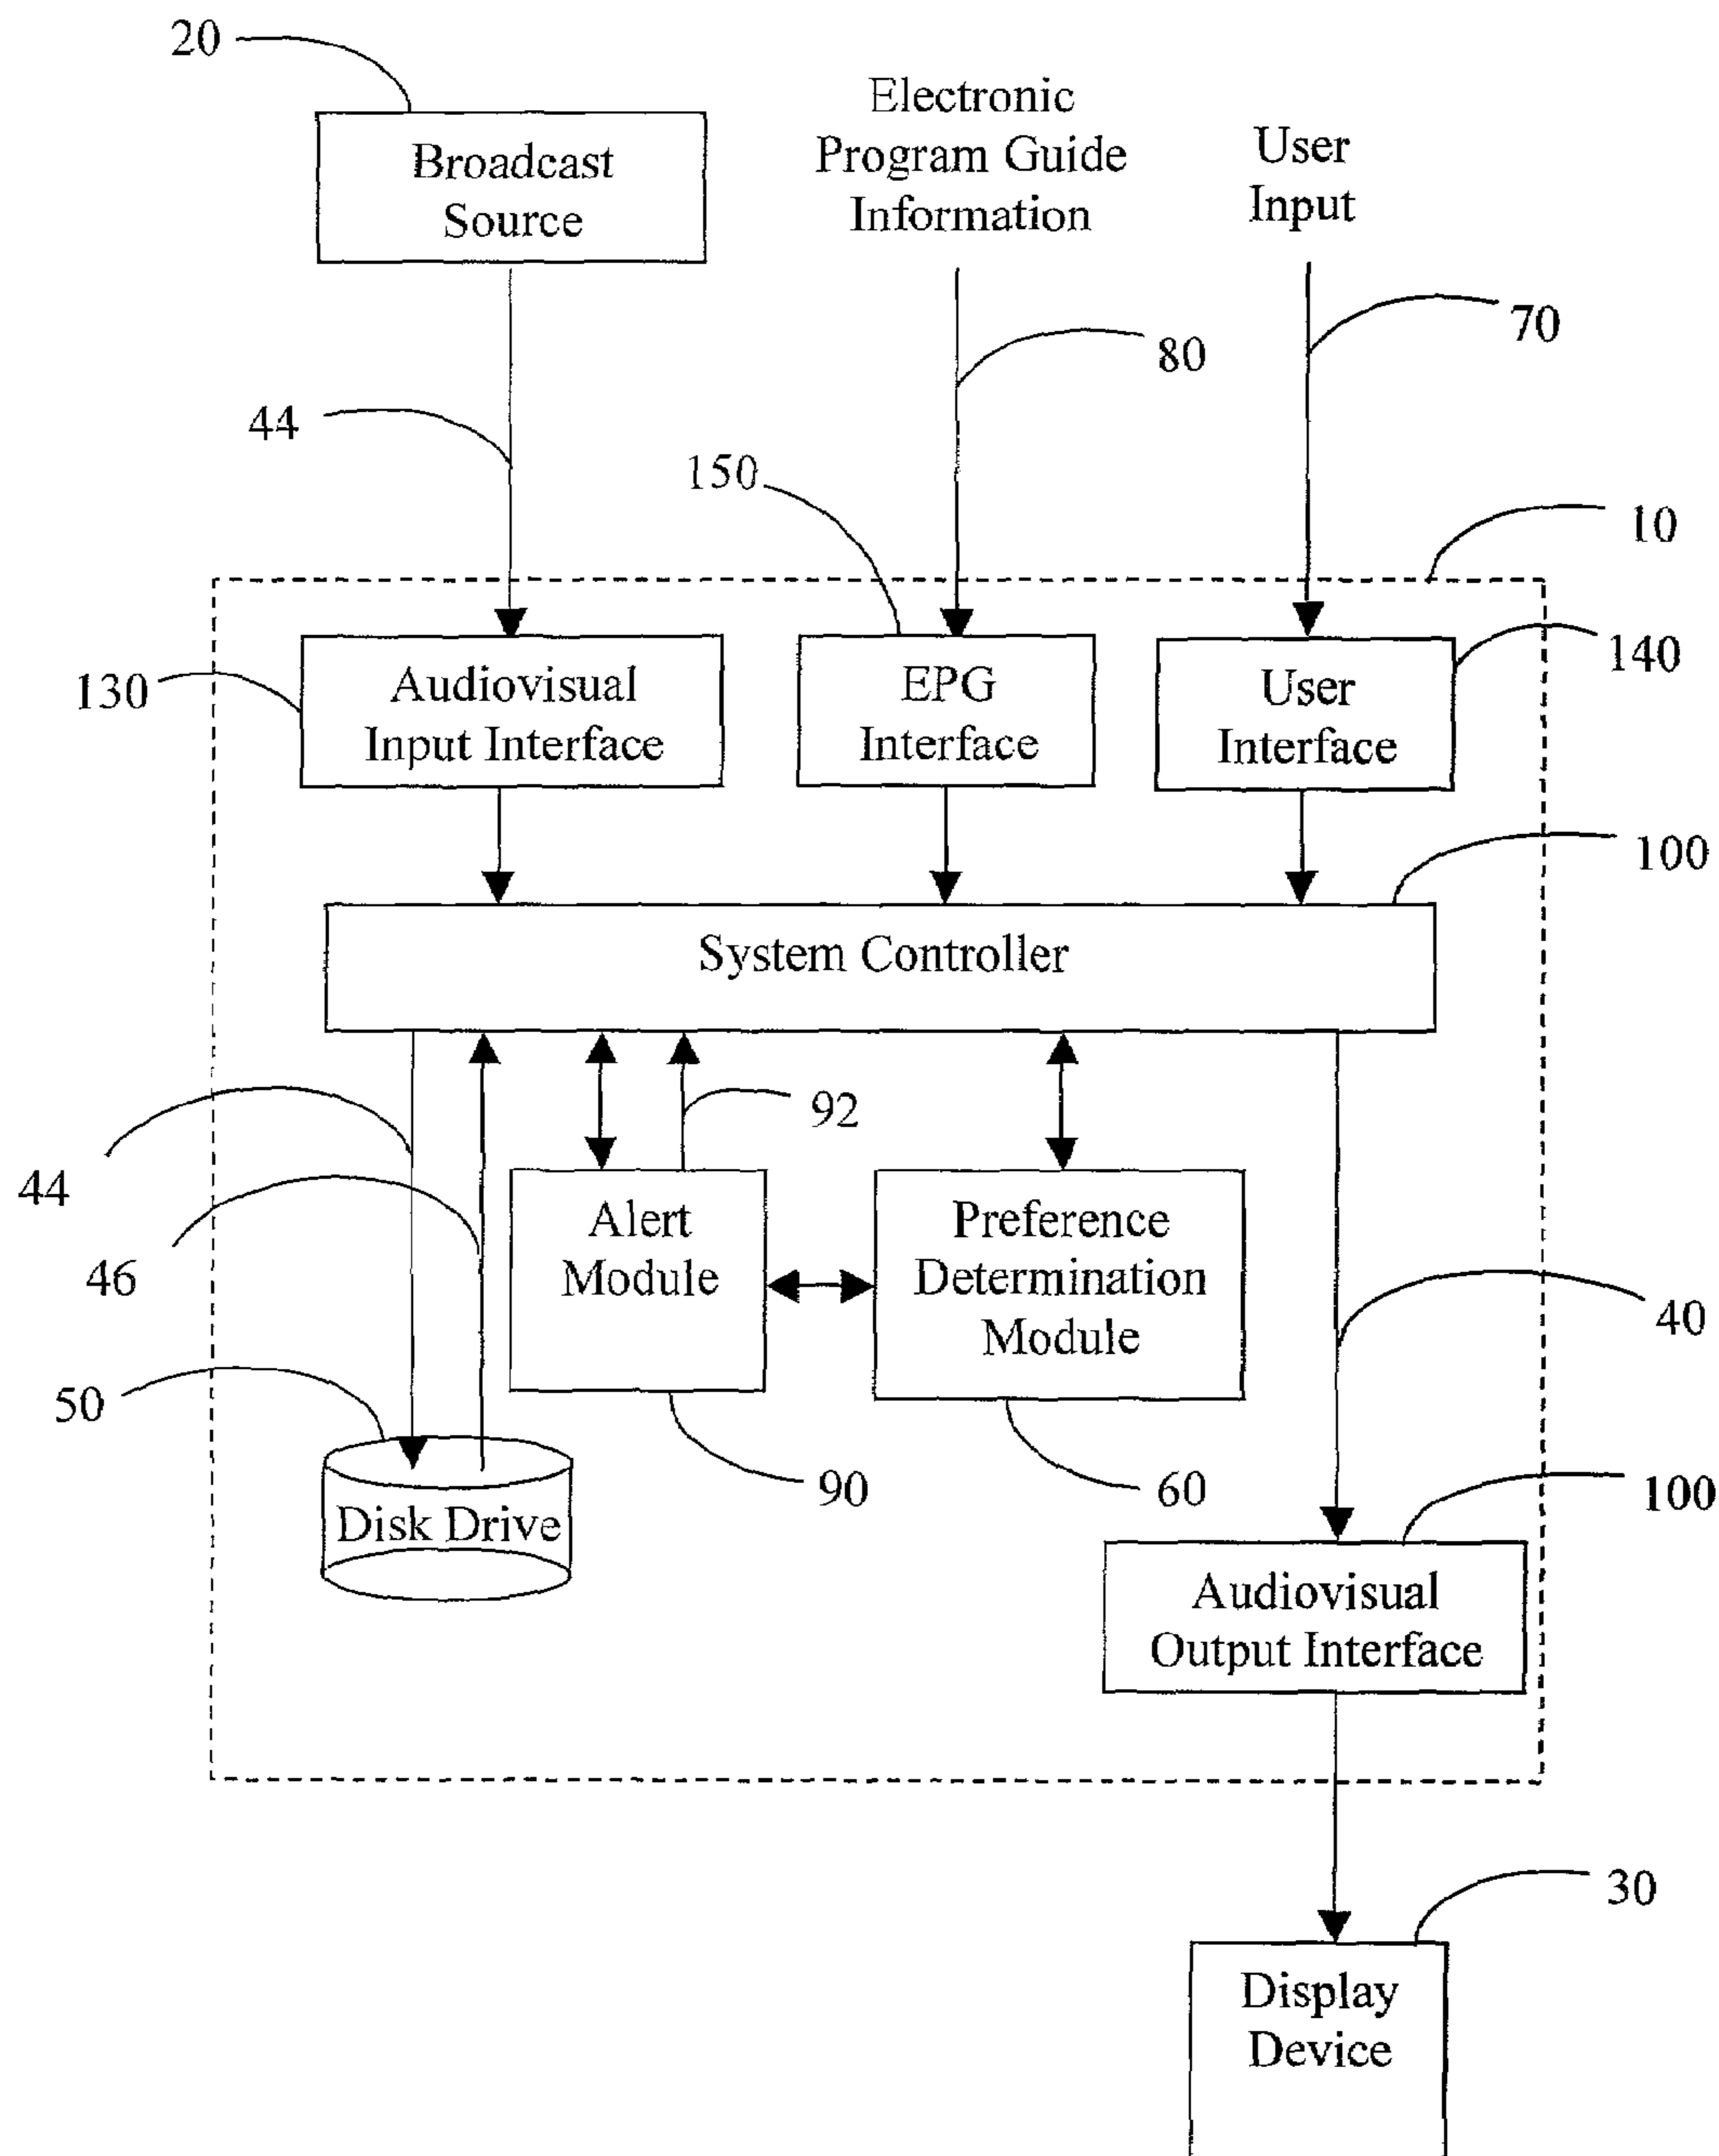 20
Broadcast
Source
Electronic
Program Guide
Information
User
Input
70
80
44
150
10
130
Audiovisual
Input Interface
EPG
Interface
User
Interface
140
100
System Controller
92
44
46
Alert
Module
Preference
Determination
Module
40
50
90
60
100
Disk Drive
Audiovisual
Output Interface
30
Display
Device